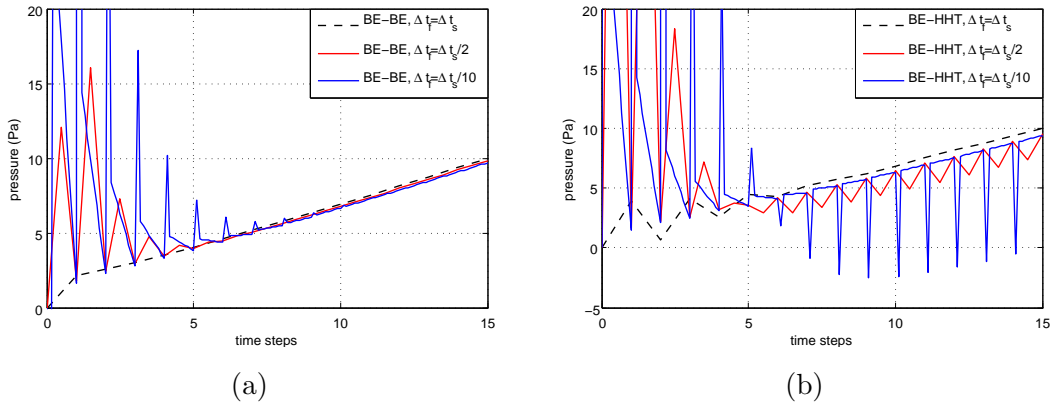 20
15
10
5
0
0
5
10
15
pressure (Pa)
time steps
BE−BE, Δ t_f=Δ t_s
BE−BE, Δ t_f=Δ t_s/2
BE−BE, Δ t_f=Δ t_s/10
(a)
20
15
10
5
0
−5
0
5
10
15
pressure (Pa)
time steps
BE−HHT, Δ t_f=Δ t_s
BE−HHT, Δ t_f=Δ t_s/2
BE−HHT, Δ t_f=Δ t_s/10
(b)